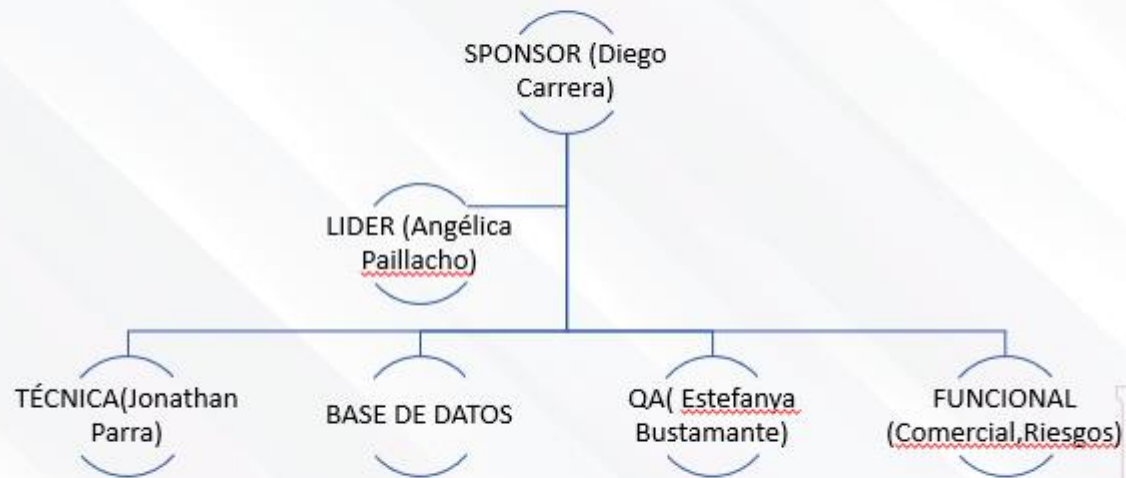 SPONSOR (Diego
Carrera)
LIDER (Angélica
Paillacho)
TÉCNICA(Jonathan
Parra)
BASE DE DATOS
QA( Estefanya
Bustamante)
FUNCIONAL
(Comercial,Riesgos)